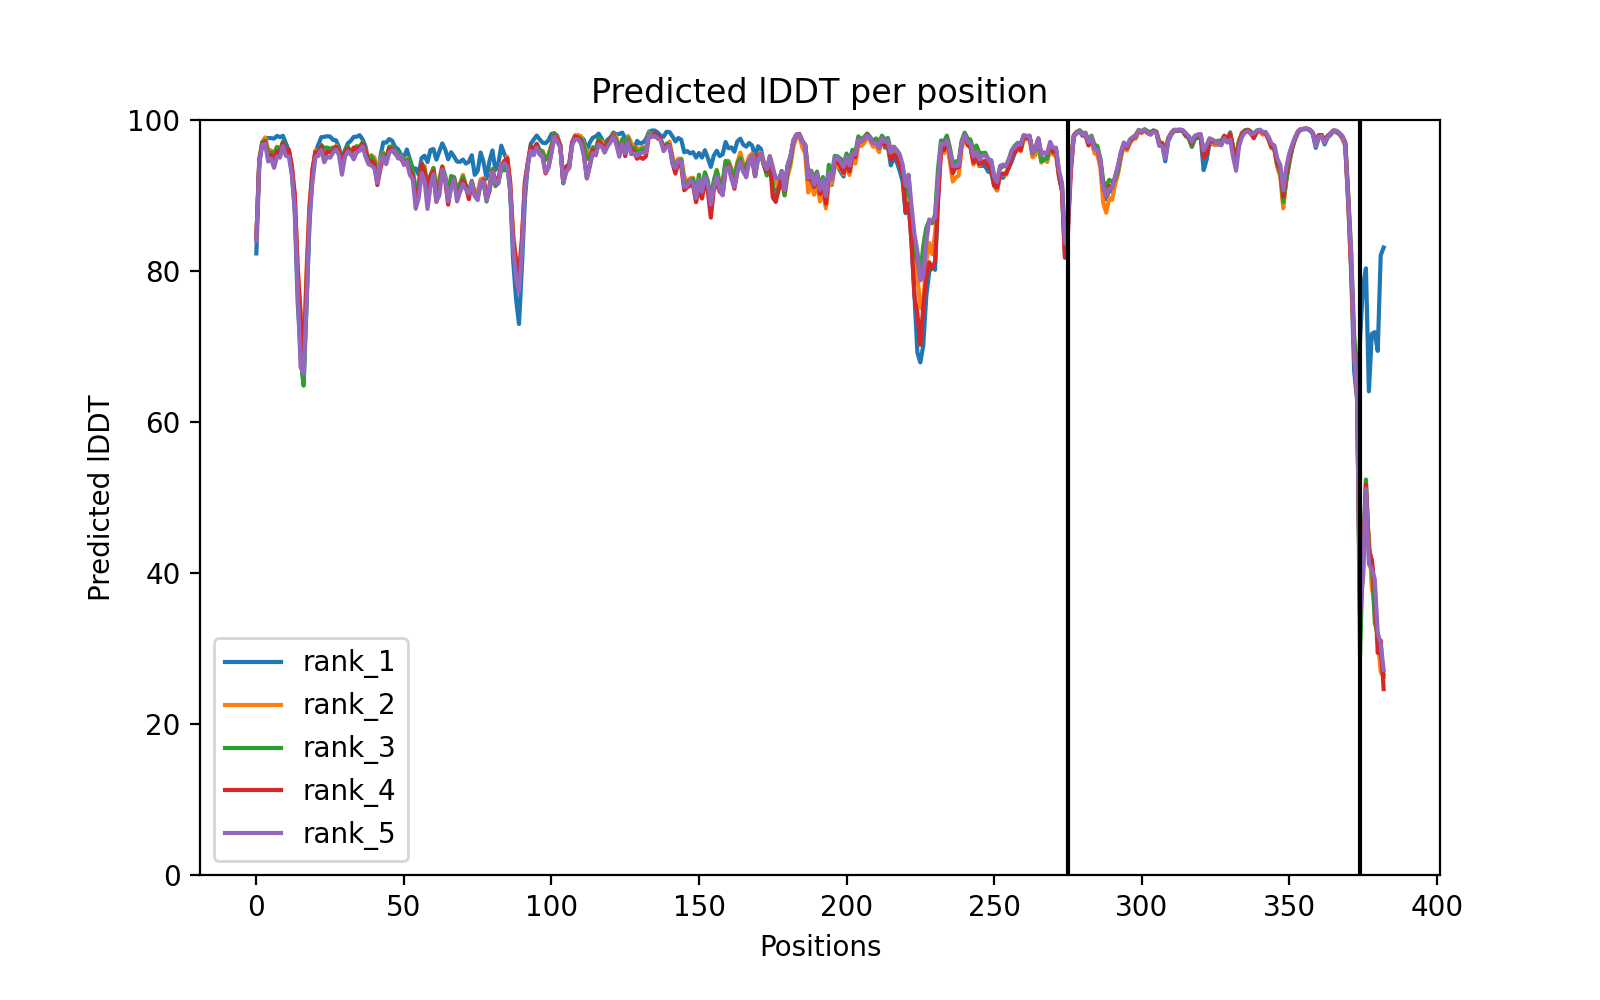 Predicted lDDT per position
100
80
60
40
20
0
Predicted lDDT
rank_1
rank_2
rank_3
rank_4
rank_5
0 50 100 150 200 250 300 350 400
Positions